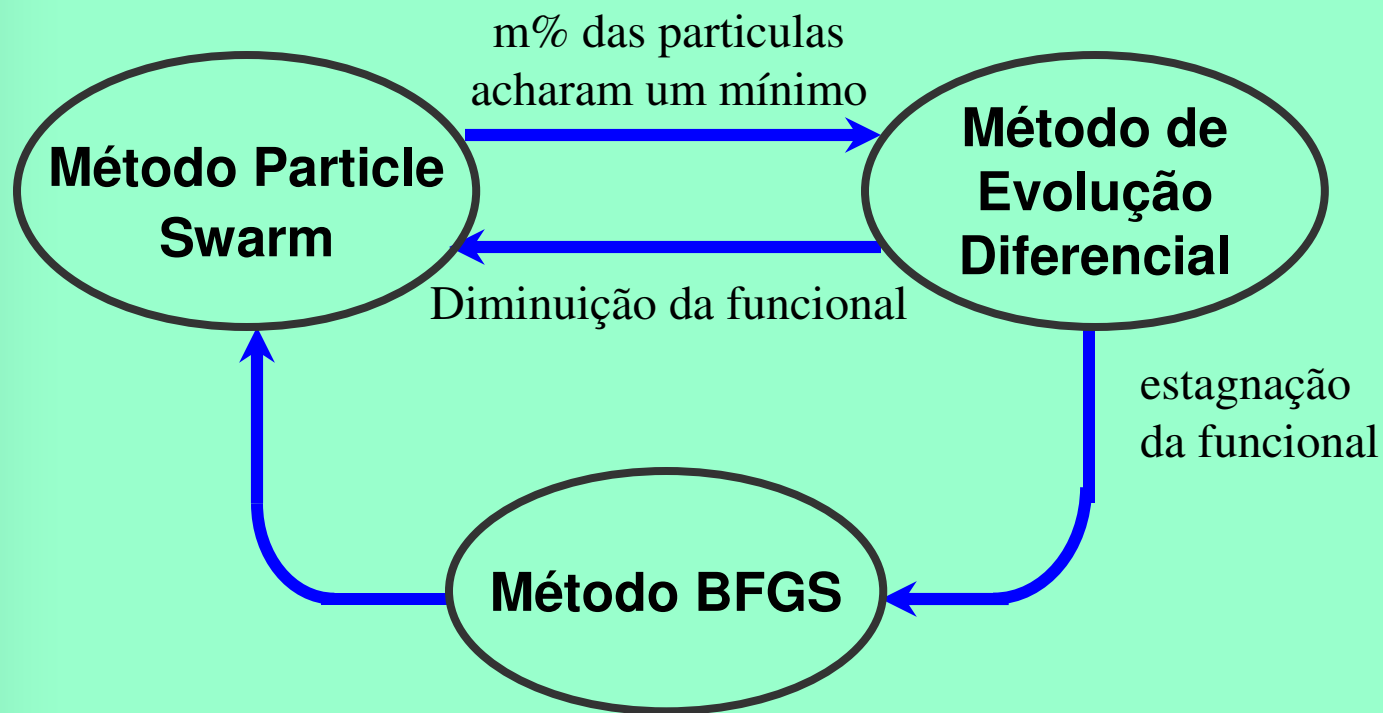 m% das particulas
acharam um mínimo
Método Particle
Swarm
Método de
Evolução
Diferencial
Diminuição da funcional
estagnação
da funcional
Método BFGS